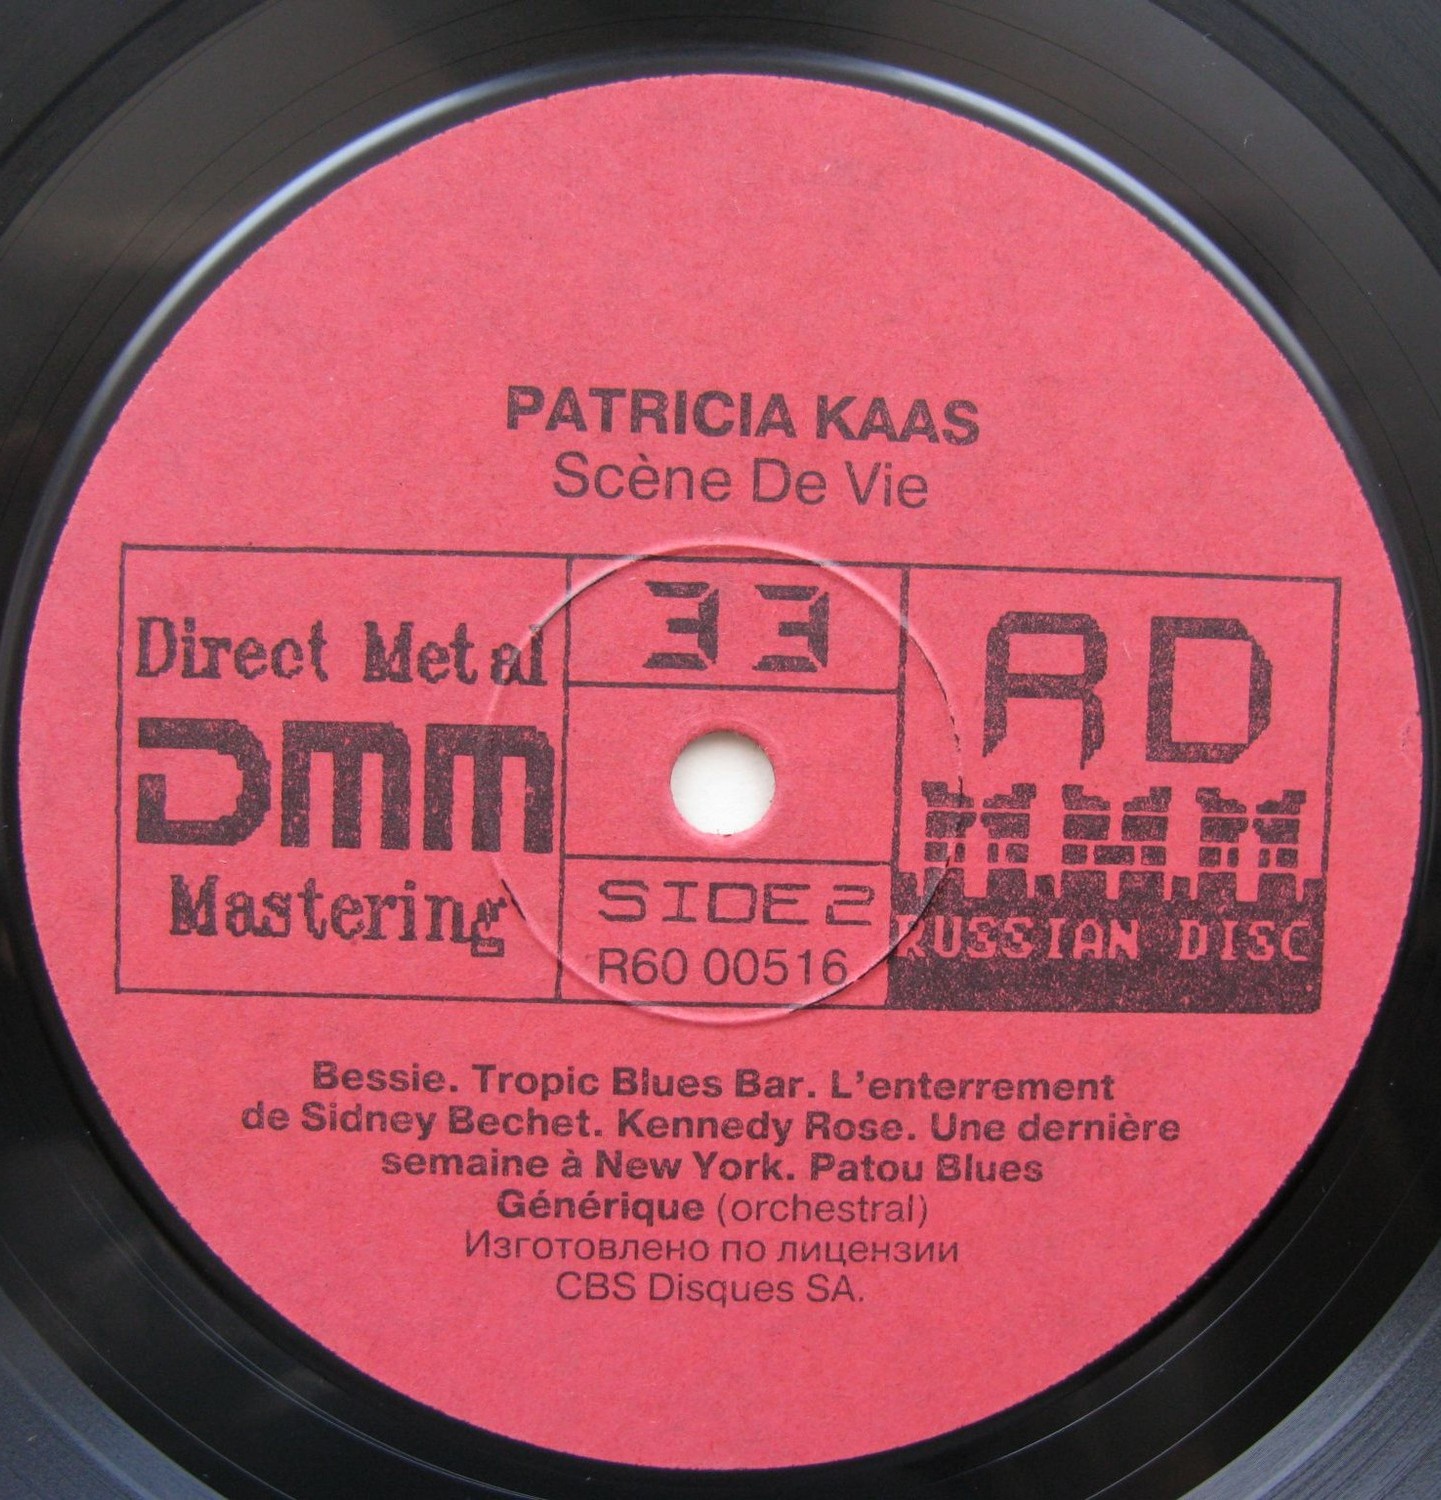 PATRICIA KAAS
Scène De Vie
Direct Metal
DMM
Mastering
33
SIDE 2
R60 00516
RD
RUSSIAN DISC
Bessie. Tropic Blues Bar. L'enterrement
de Sidney Bechet. Kennedy Rose. Une dernière
semaine à New York. Patou Blues
Générique (orchestral)
Изготовлено по лицензии
CBS Disques SA.